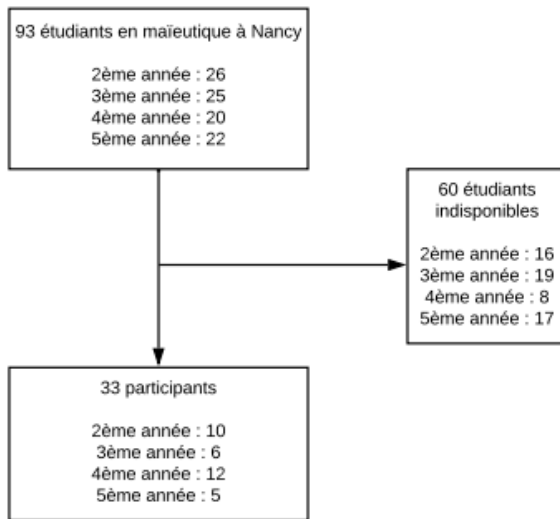 93 étudiants en maïeutique à Nancy
2ème année : 26
3ème année : 25
4ème année : 20
5ème année : 22
60 étudiants
indisponibles
2ème année : 16
3ème année : 19
4ème année : 8
5ème année : 17
33 participants
2ème année : 10
3ème année : 6
4ème année : 12
5ème année : 5